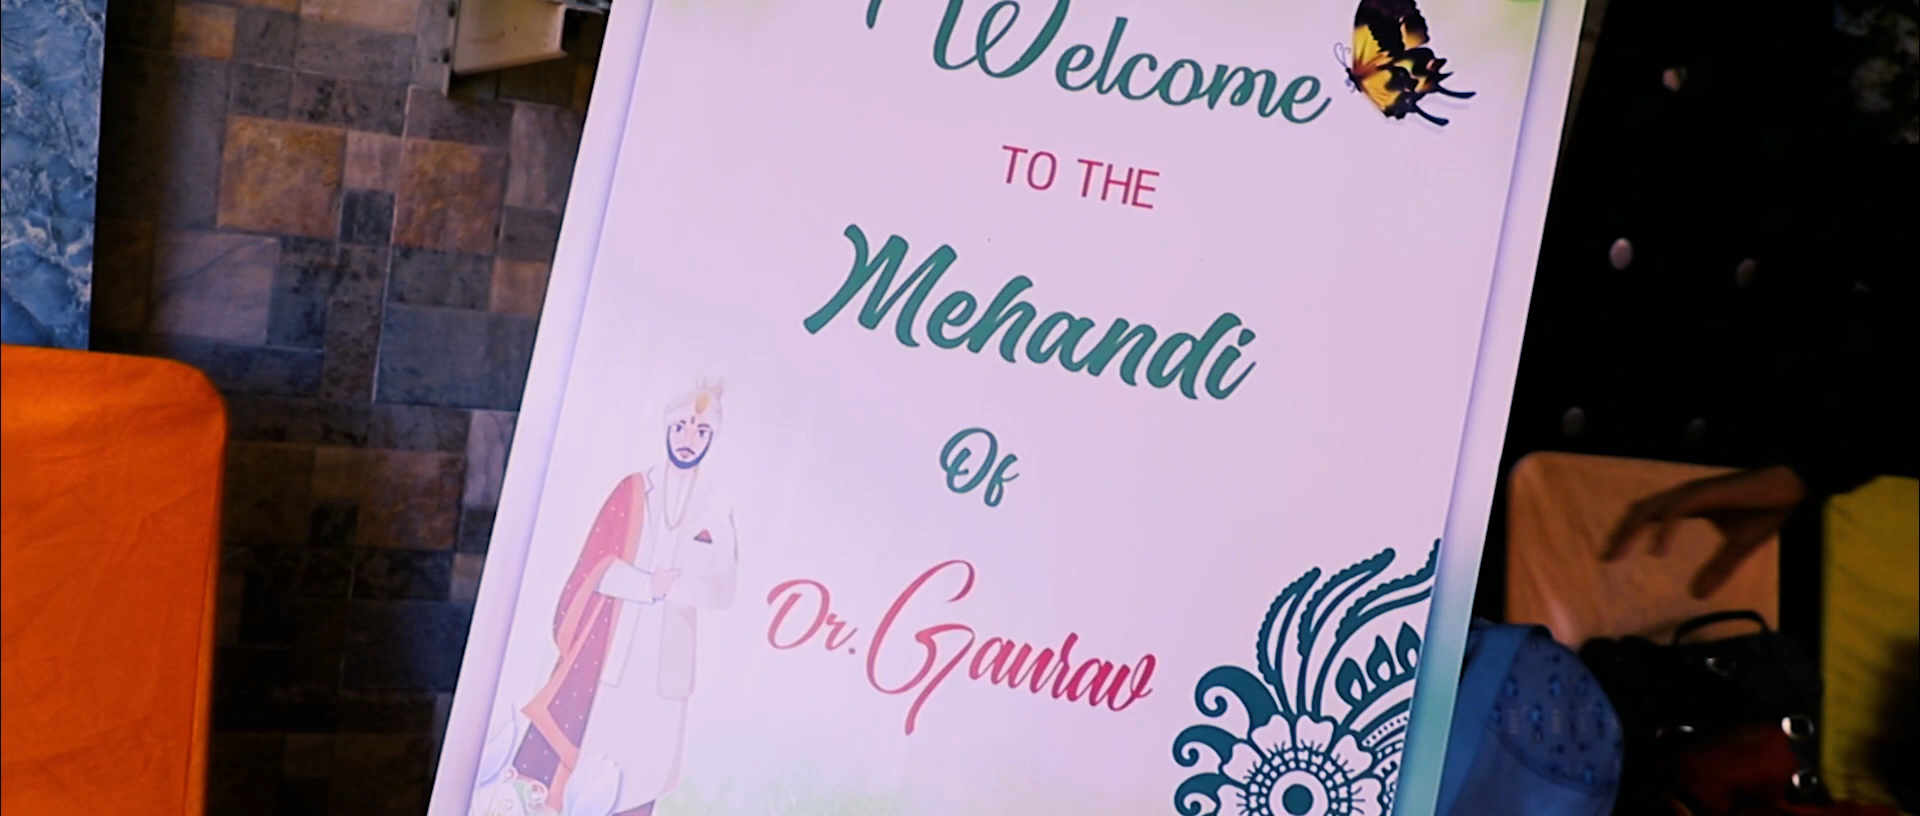 Welcome
TO THE
Mehandi
Of
Dr. Gaurav